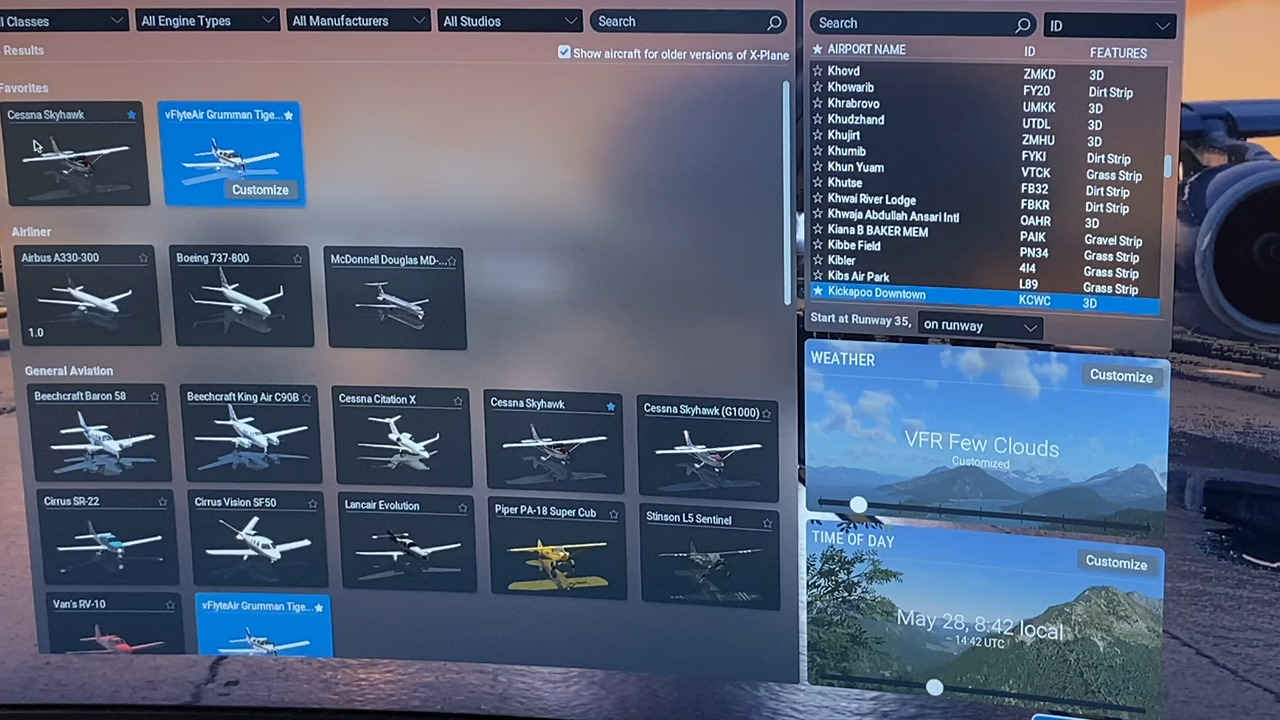 Classes
All Engine Types
All Manufacturers
All Studios
Search
Results
Show aircraft for older versions of X-Plane
Favorites
Cessna Skyhawk
vFlyteAir Grumman Tige...
Customize
Airliner
Airbus A330-300
1.0
Boeing 737-800
McDonnell Douglas MD-...
General Aviation
Beechcraft Baron 58
Beechcraft King Air C90B
Cessna Citation X
Cessna Skyhawk
Cessna Skyhawk (G1000)
Cirrus SR-22
Cirrus Vision SF50
Lancair Evolution
Piper PA-18 Super Cub
Stinson L5 Sentinel
Van's RV-10
vFlyteAir Grumman Tige...
Search
ID
AIRPORT NAME ID FEATURES
Khovd ZMKD 3D
Khowarib FY20 Dirt Strip
Khrabrovo UMKK 3D
Khudzhand UTDL 3D
Khujirt ZMHU 3D
Khumib FYKI Dirt Strip
Khun Yuam VTCK Grass Strip
Khutse FB32 Dirt Strip
Khwai River Lodge FBKR Dirt Strip
Khwaja Abdullah Ansari Intl OAHR 3D
Kiana B BAKER MEM PAIK Gravel Strip
Kibbe Field PN34 Grass Strip
Kibler 4I4 Grass Strip
Kibs Air Park L89 Grass Strip
Kickapoo Downtown KCWC 3D
Start at Runway 35, on runway
WEATHER
Customize
VFR Few Clouds
Customized
TIME OF DAY
Customize
May 28, 8:42 local
~ 14:42 UTC